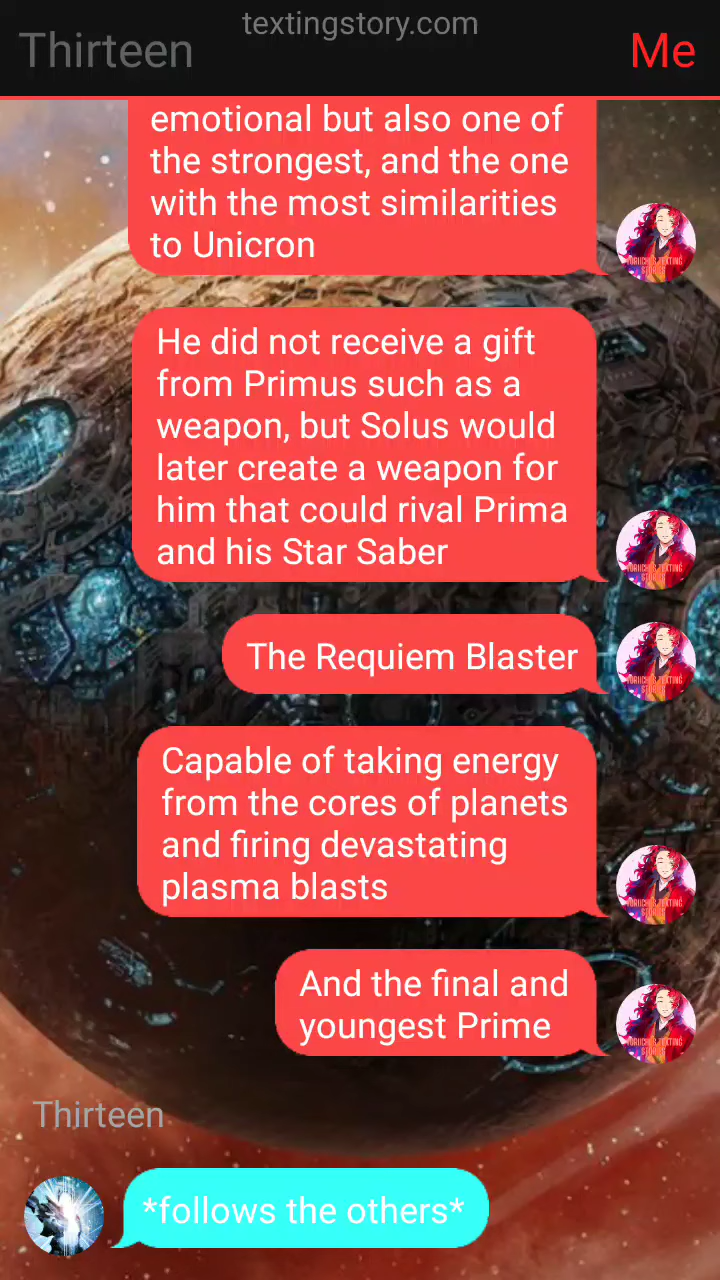 textingstory.com
Thirteen
Me
emotional but also one of
the strongest, and the one
with the most similarities
to Unicron
He did not receive a gift
from Primus such as a
weapon, but Solus would
later create a weapon for
him that could rival Prima
and his Star Saber
The Requiem Blaster
Capable of taking energy
from the cores of planets
and firing devastating
plasma blasts
And the final and
youngest Prime
Thirteen
*follows the others*